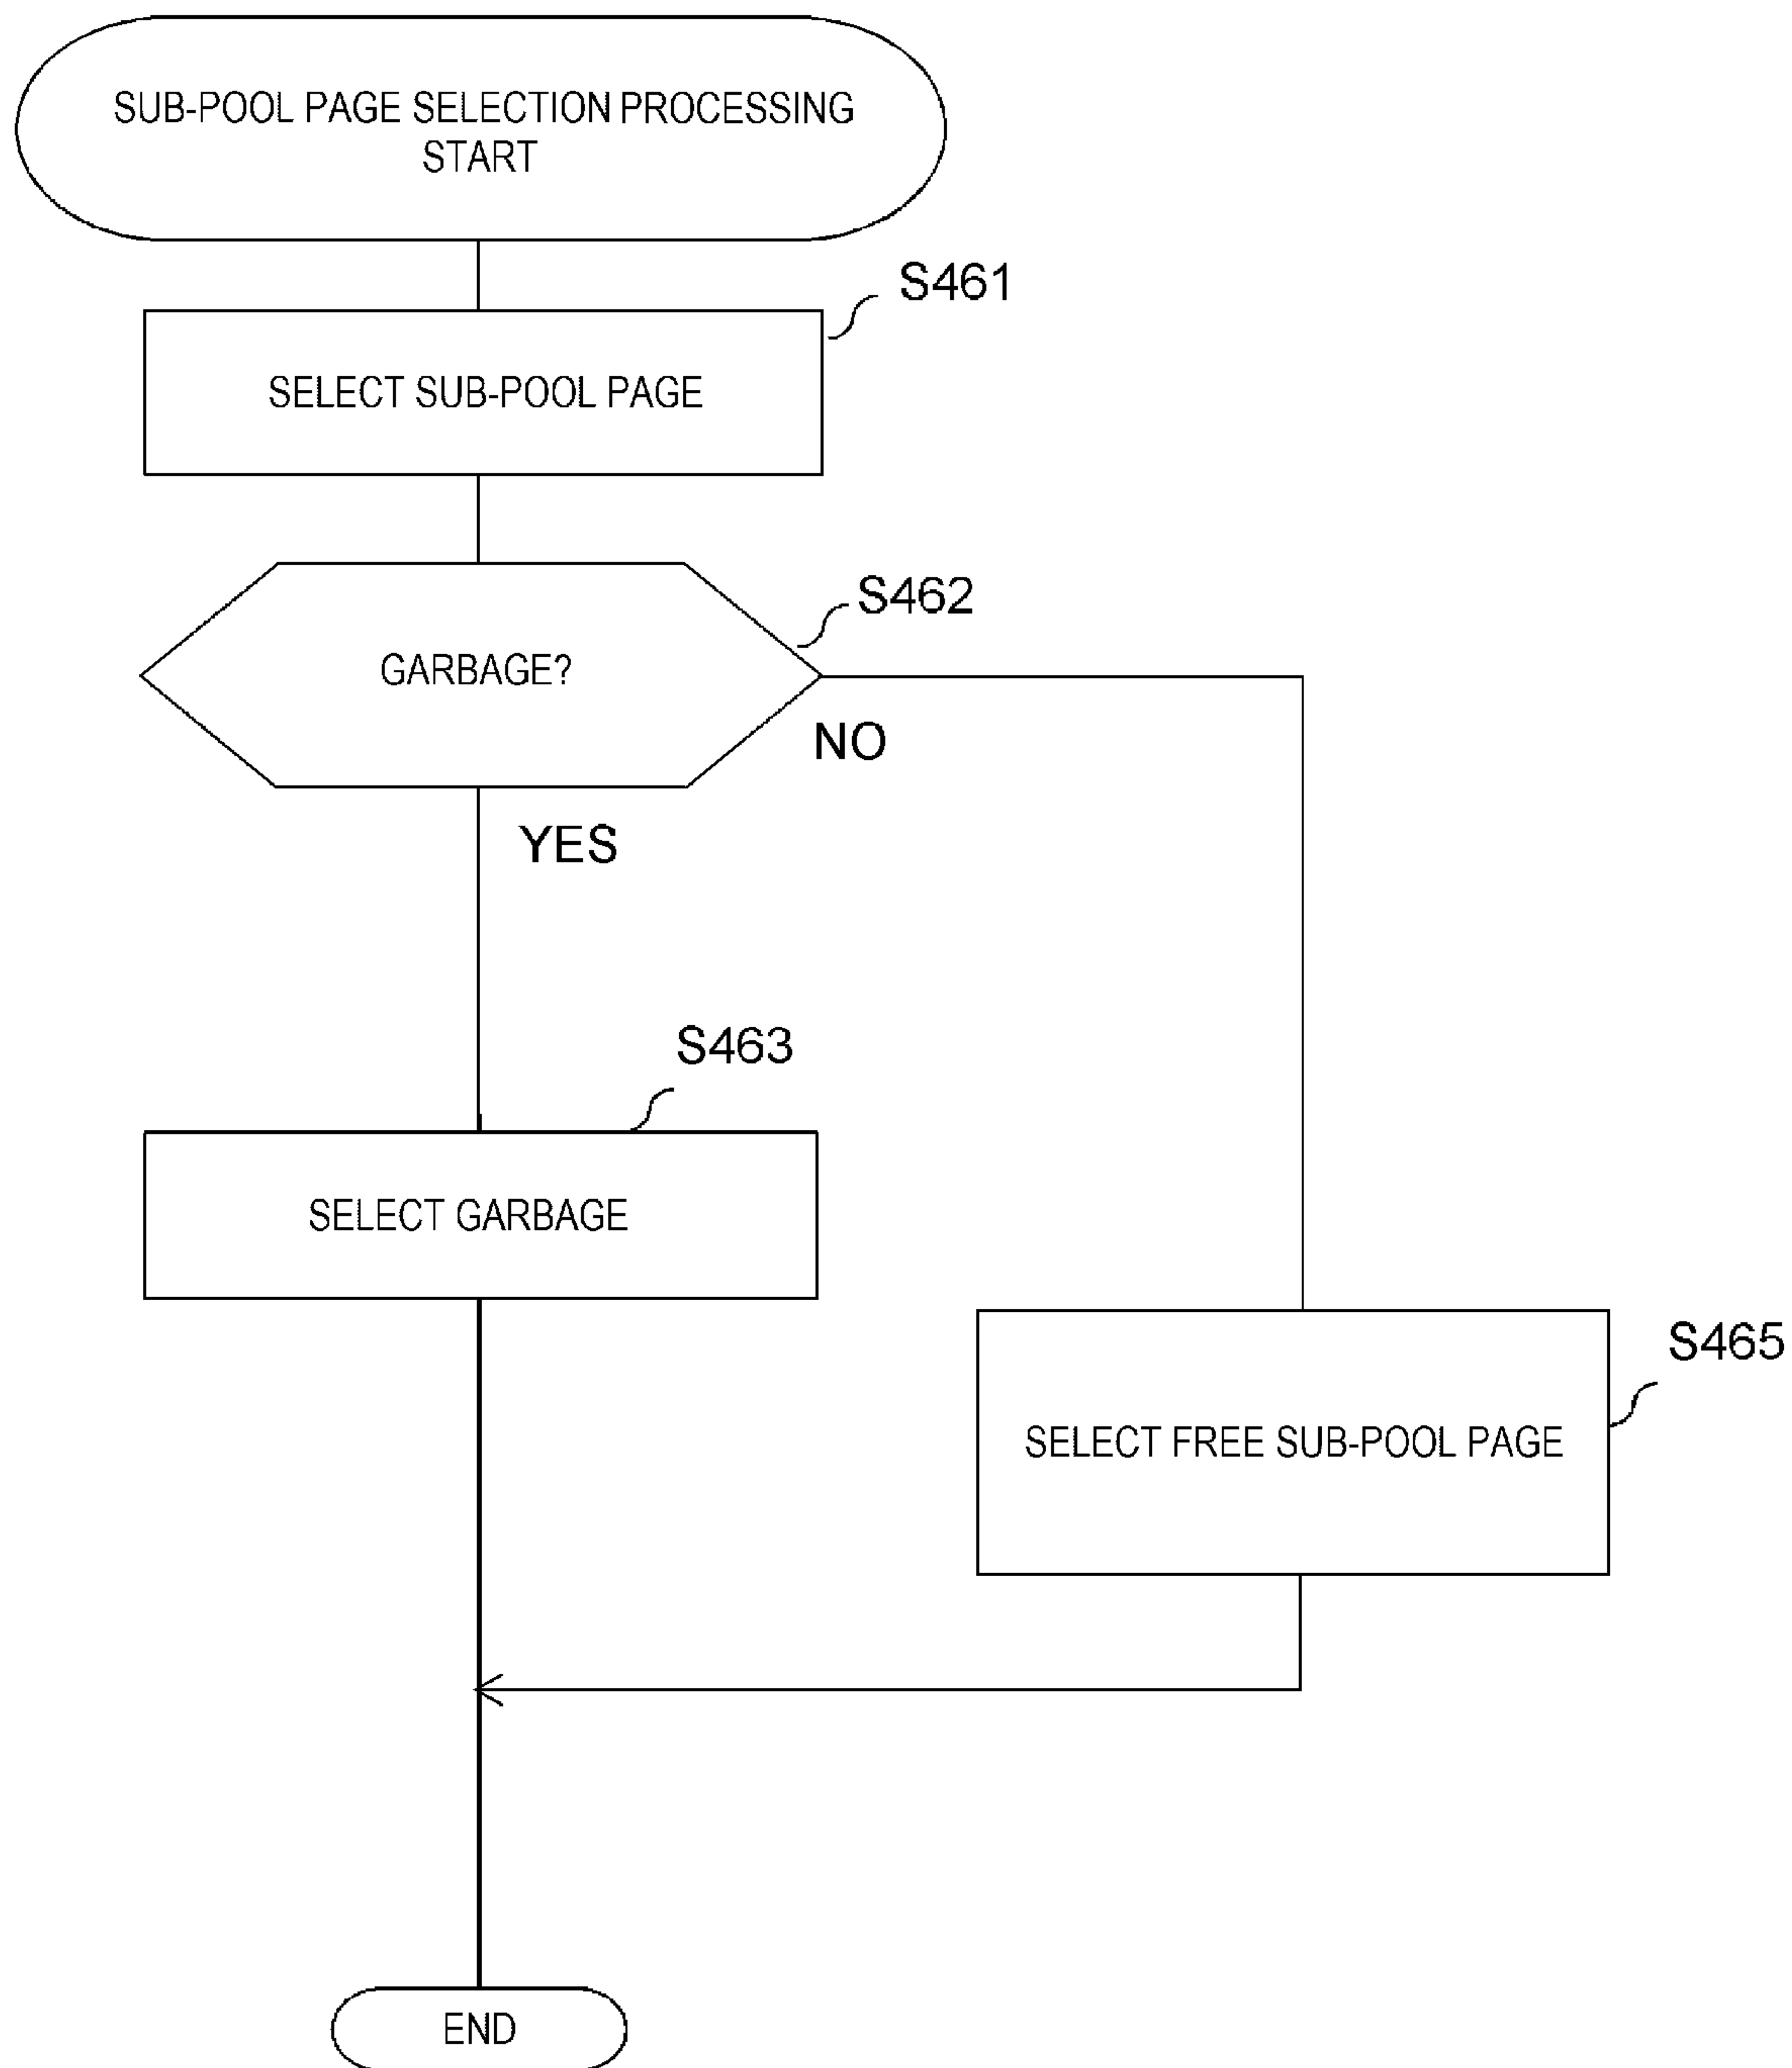 SUB-POOL PAGE SELECTION PROCESSING
START
S461
SELECT SUB-POOL PAGE
S462
GARBAGE?
NO
YES
S463
SELECT GARBAGE
S465
SELECT FREE SUB-POOL PAGE
END